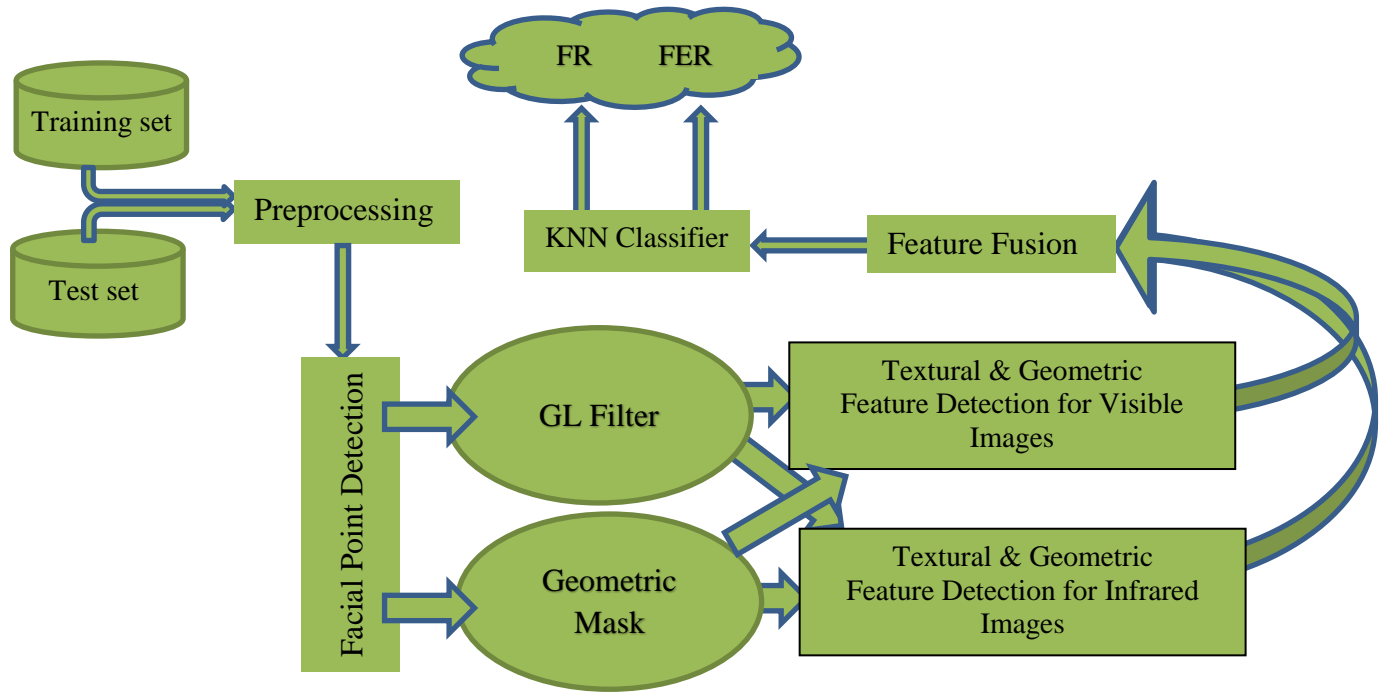 FR FER
Training set
Test set
Preprocessing
KNN Classifier
Feature Fusion
Facial Point Detection
GL Filter
Geometric
Mask
Textural & Geometric
Feature Detection for Visible
Images
Textural & Geometric
Feature Detection for Infrared
Images